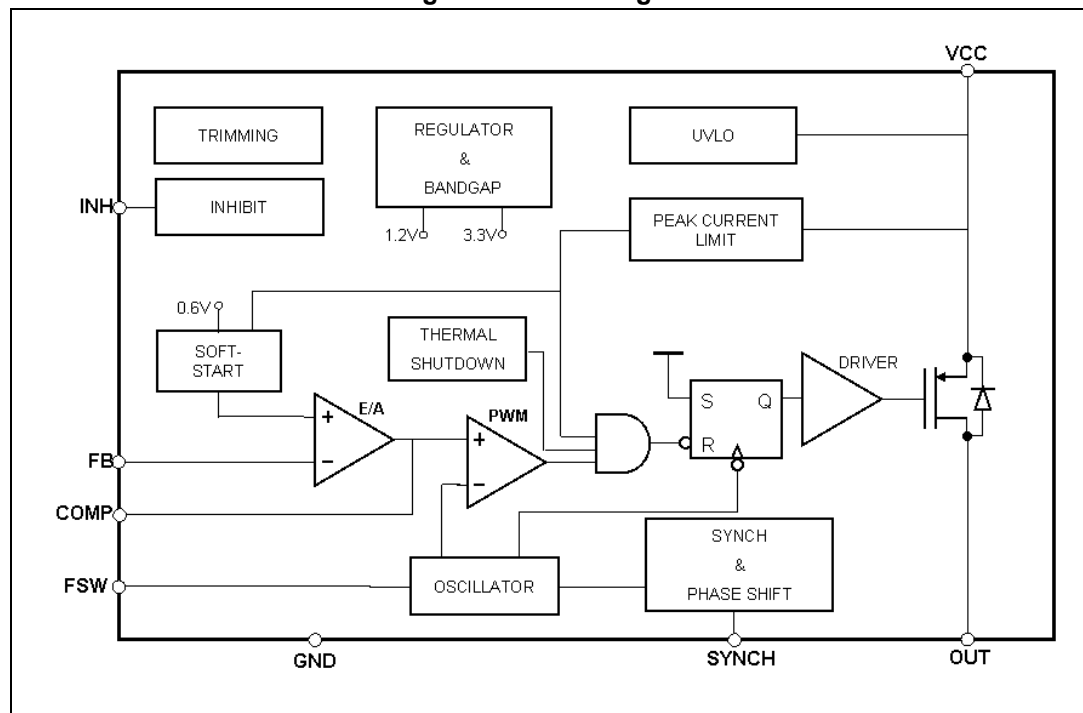 VCC
TRIMMING
REGULATOR
&
BANDGAP
UVLO
INH
INHIBIT
1.2V
3.3V
PEAK CURRENT
LIMIT
0.6V
SOFT-
START
THERMAL
SHUTDOWN
DRIVER
E/A
PWM
S
Q
R
+
-
+
-
FB
COMP
SYNCH
&
PHASE SHIFT
FSW
OSCILLATOR
GND
SYNCH
OUT